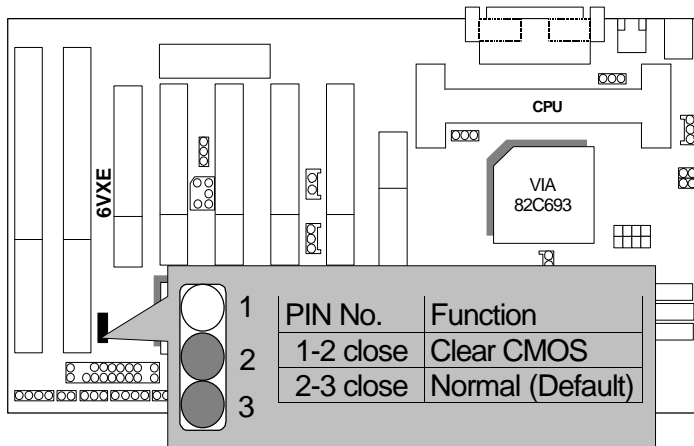 CPU
6VXE
VIA
82C693
1
2
3
PIN No. Function
1-2 close Clear CMOS
2-3 close Normal (Default)